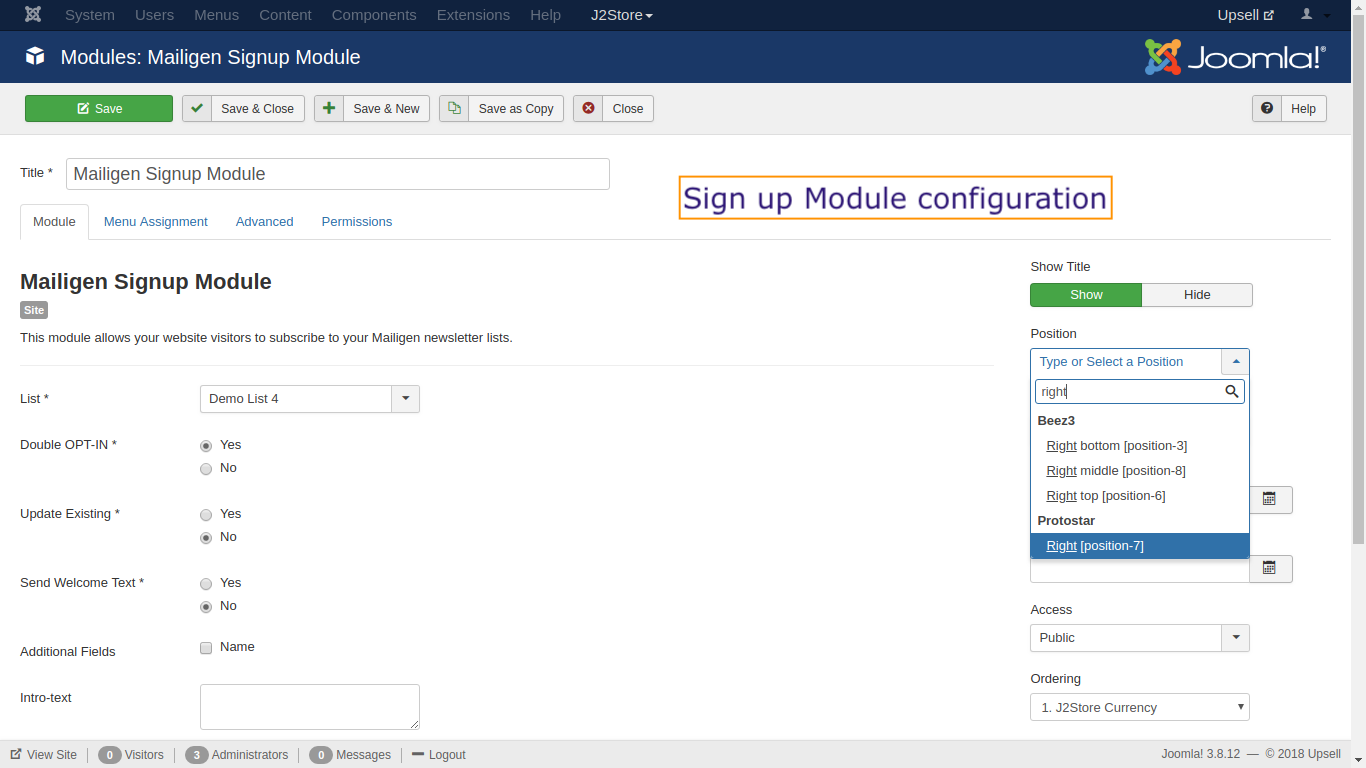 System Users Menus Content Components Extensions Help J2Store Upsell
Modules: Mailigen Signup Module Joomla!®
Save Save & Close Save & New Save as Copy Close Help
Title * Mailigen Signup Module
Sign up Module configuration
Module Menu Assignment Advanced Permissions
Mailigen Signup Module
Site
This module allows your website visitors to subscribe to your Mailigen newsletter lists.
List * Demo List 4
Double OPT-IN * Yes
No
Update Existing * Yes
No
Send Welcome Text * Yes
No
Additional Fields Name
Intro-text
Show Title
Show Hide
Position
Type or Select a Position
right
Beez3
Right bottom [position-3]
Right middle [position-8]
Right top [position-6]
Protostar
Right [position-7]
Access
Public
Ordering
1. J2Store Currency
View Site 0 Visitors 3 Administrators 0 Messages Logout Joomla! 3.8.12 — © 2018 Upsell